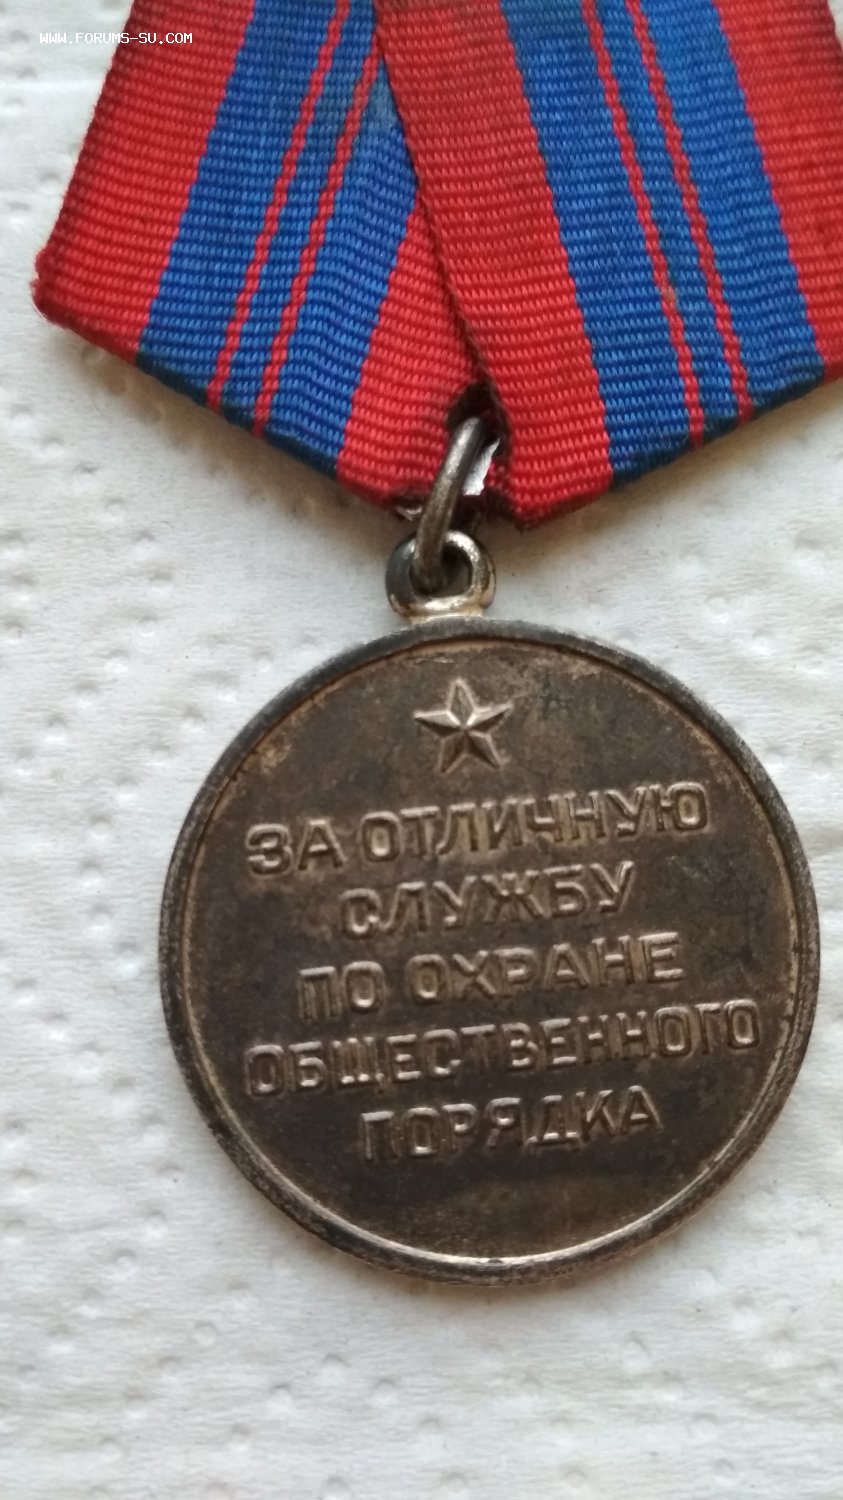 WWW.FORUMS-SU.COM
ЗА ОТЛИЧНУЮ
СЛУЖБУ
ПО ОХРАНЕ
ОБЩЕСТВЕННОГО
ПОРЯДКА